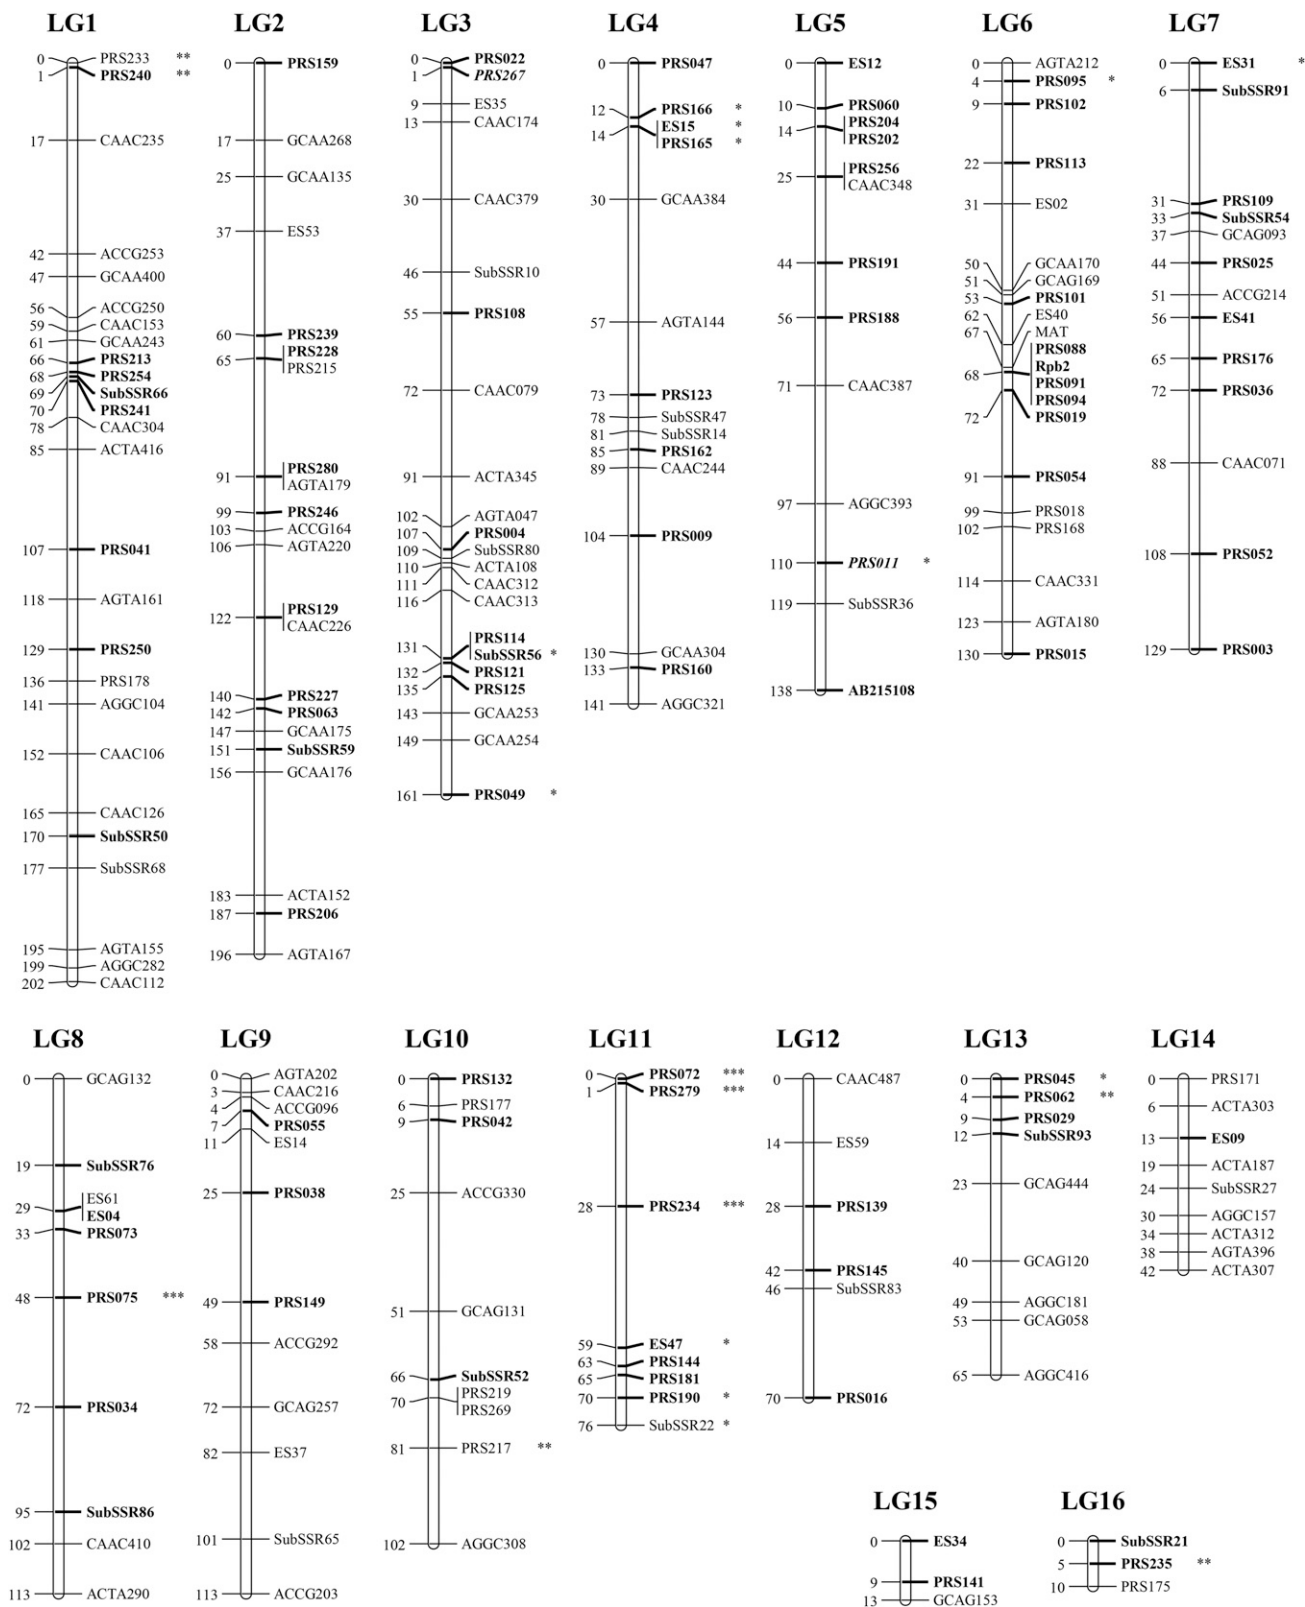 LG1
0 PRS233 **
1 PRS240 **
17 CAAC235
42 ACCG253
47 GCAA400
56 ACCG250
59 CAAC153
61 GCAA243
66 PRS213
68 PRS254
69 SubSSR66
70 PRS241
78 CAAC304
85 ACTA416
107 PRS041
118 AGTA161
129 PRS250
136 PRS178
141 AGGC104
152 CAAC106
165 CAAC126
170 SubSSR50
177 SubSSR68
195 AGTA155
199 AGGC282
202 CAAC112
LG2
0 PRS159
17 GCAA268
25 GCAA135
37 ES53
60 PRS239
65 PRS228
PRS215
91 PRS280
AGTA179
99 PRS246
103 ACCG164
106 AGTA220
122 PRS129
CAAC226
140 PRS227
142 PRS063
147 GCAA175
151 SubSSR59
156 GCAA176
183 ACTA152
187 PRS206
196 AGTA167
LG3
0 PRS022
1 PRS267
9 ES35
13 CAAC174
30 CAAC379
46 SubSSR10
55 PRS108
72 CAAC079
91 ACTA345
102 AGTA047
107 PRS004
109 SubSSR80
110 ACTA108
111 CAAC312
116 CAAC313
131 PRS114
SubSSR56 *
132 PRS121
135 PRS125
143 GCAA253
149 GCAA254
161 PRS049 *
LG4
0 PRS047
12 PRS166 *
14 ES15 *
PRS165 *
30 GCAA384
57 AGTA144
73 PRS123
78 SubSSR47
81 SubSSR14
85 PRS162
89 CAAC244
104 PRS009
130 GCAA304
133 PRS160
141 AGGC321
LG5
0 ES12
10 PRS060
14 PRS204
PRS202
25 PRS256
CAAC348
44 PRS191
56 PRS188
71 CAAC387
97 AGGC393
110 PRS011 *
119 SubSSR36
138 AB215108
LG6
0 AGTA212
4 PRS095 *
9 PRS102
22 PRS113
31 ES02
50 GCAA170
51 GCAG169
53 PRS101
62 ES40
67 MAT
68 PRS088
Rpb2
PRS091
PRS094
72 PRS019
91 PRS054
99 PRS018
102 PRS168
114 CAAC331
123 AGTA180
130 PRS015
LG7
0 ES31 *
6 SubSSR91
31 PRS109
33 SubSSR54
37 GCAG093
44 PRS025
51 ACCG214
56 ES41
65 PRS176
72 PRS036
88 CAAC071
108 PRS052
129 PRS003
LG8
0 GCAG132
19 SubSSR76
29 ES61
ES04
33 PRS073
48 PRS075 ***
72 PRS034
95 SubSSR86
102 CAAC410
113 ACTA290
LG9
0 AGTA202
3 CAAC216
4 ACCG096
7 PRS055
11 ES14
25 PRS038
49 PRS149
58 ACCG292
72 GCAG257
82 ES37
101 SubSSR65
113 ACCG203
LG10
0 PRS132
6 PRS177
9 PRS042
25 ACCG330
51 GCAG131
66 SubSSR52
70 PRS219
PRS269
81 PRS217 **
102 AGGC308
LG11
0 PRS072 ***
1 PRS279 ***
28 PRS234 ***
59 ES47 *
63 PRS144
65 PRS181
70 PRS190 *
76 SubSSR22 *
LG12
0 CAAC487
14 ES59
28 PRS139
42 PRS145
46 SubSSR83
70 PRS016
LG13
0 PRS045 *
4 PRS062 **
9 PRS029
12 SubSSR93
23 GCAG444
40 GCAG120
49 AGGC181
53 GCAG058
65 AGGC416
LG14
0 PRS171
6 ACTA303
13 ES09
19 ACTA187
24 SubSSR27
30 AGGC157
34 ACTA312
38 AGTA396
42 ACTA307
LG15
0 ES34
9 PRS141
13 GCAG153
LG16
0 SubSSR21
5 PRS235 **
10 PRS175